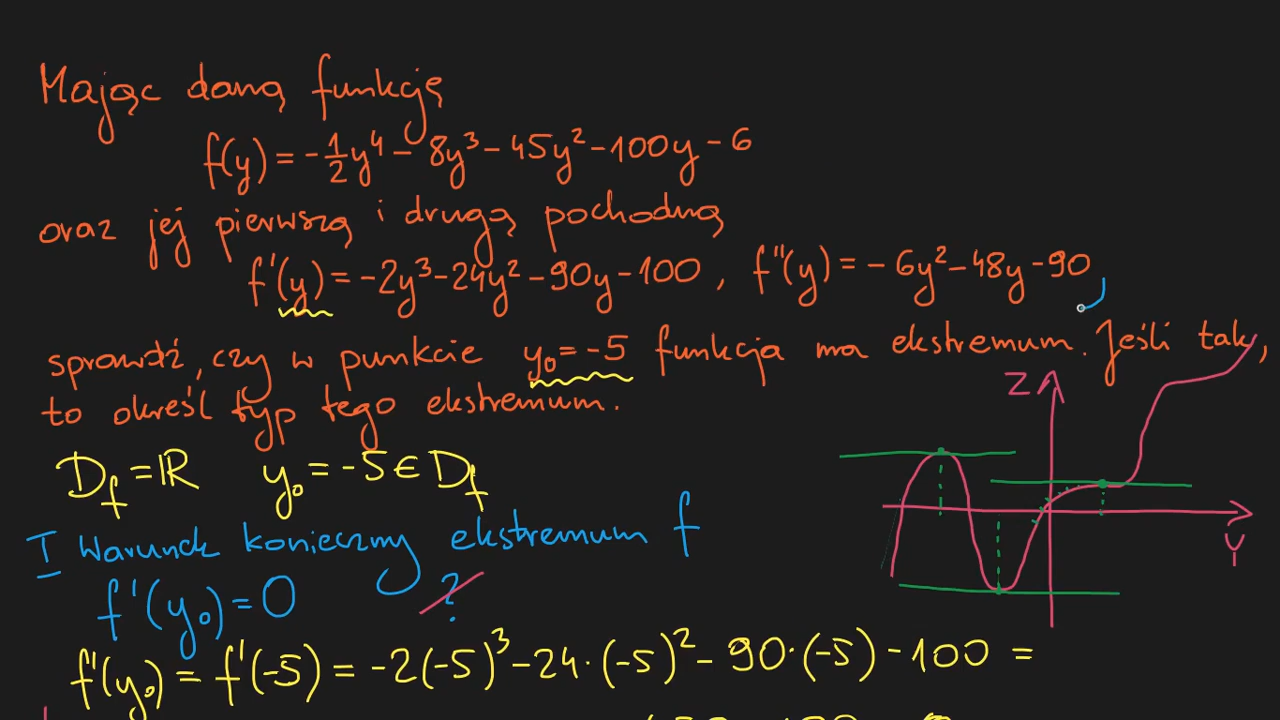 Mając daną funkcję
f(y) = -1/2y⁴ - 8y³ - 45y² - 100y - 6
oraz jej pierwszą i drugą pochodną
f'(y) = -2y³ - 24y² - 90y - 100 , f''(y) = -6y² - 48y - 90
sprawdź, czy w punkcie y₀ = -5 funkcja ma ekstremum. Jeśli tak,
to określ typ tego ekstremum.
Z
D_f = ℝ y₀ = -5 ∈ D_f
Y
I Warunek konieczny ekstremum f
f'(y₀) = 0 ?
f'(y₀) = f'(-5) = -2(-5)³ - 24·(-5)² - 90·(-5) - 100 =